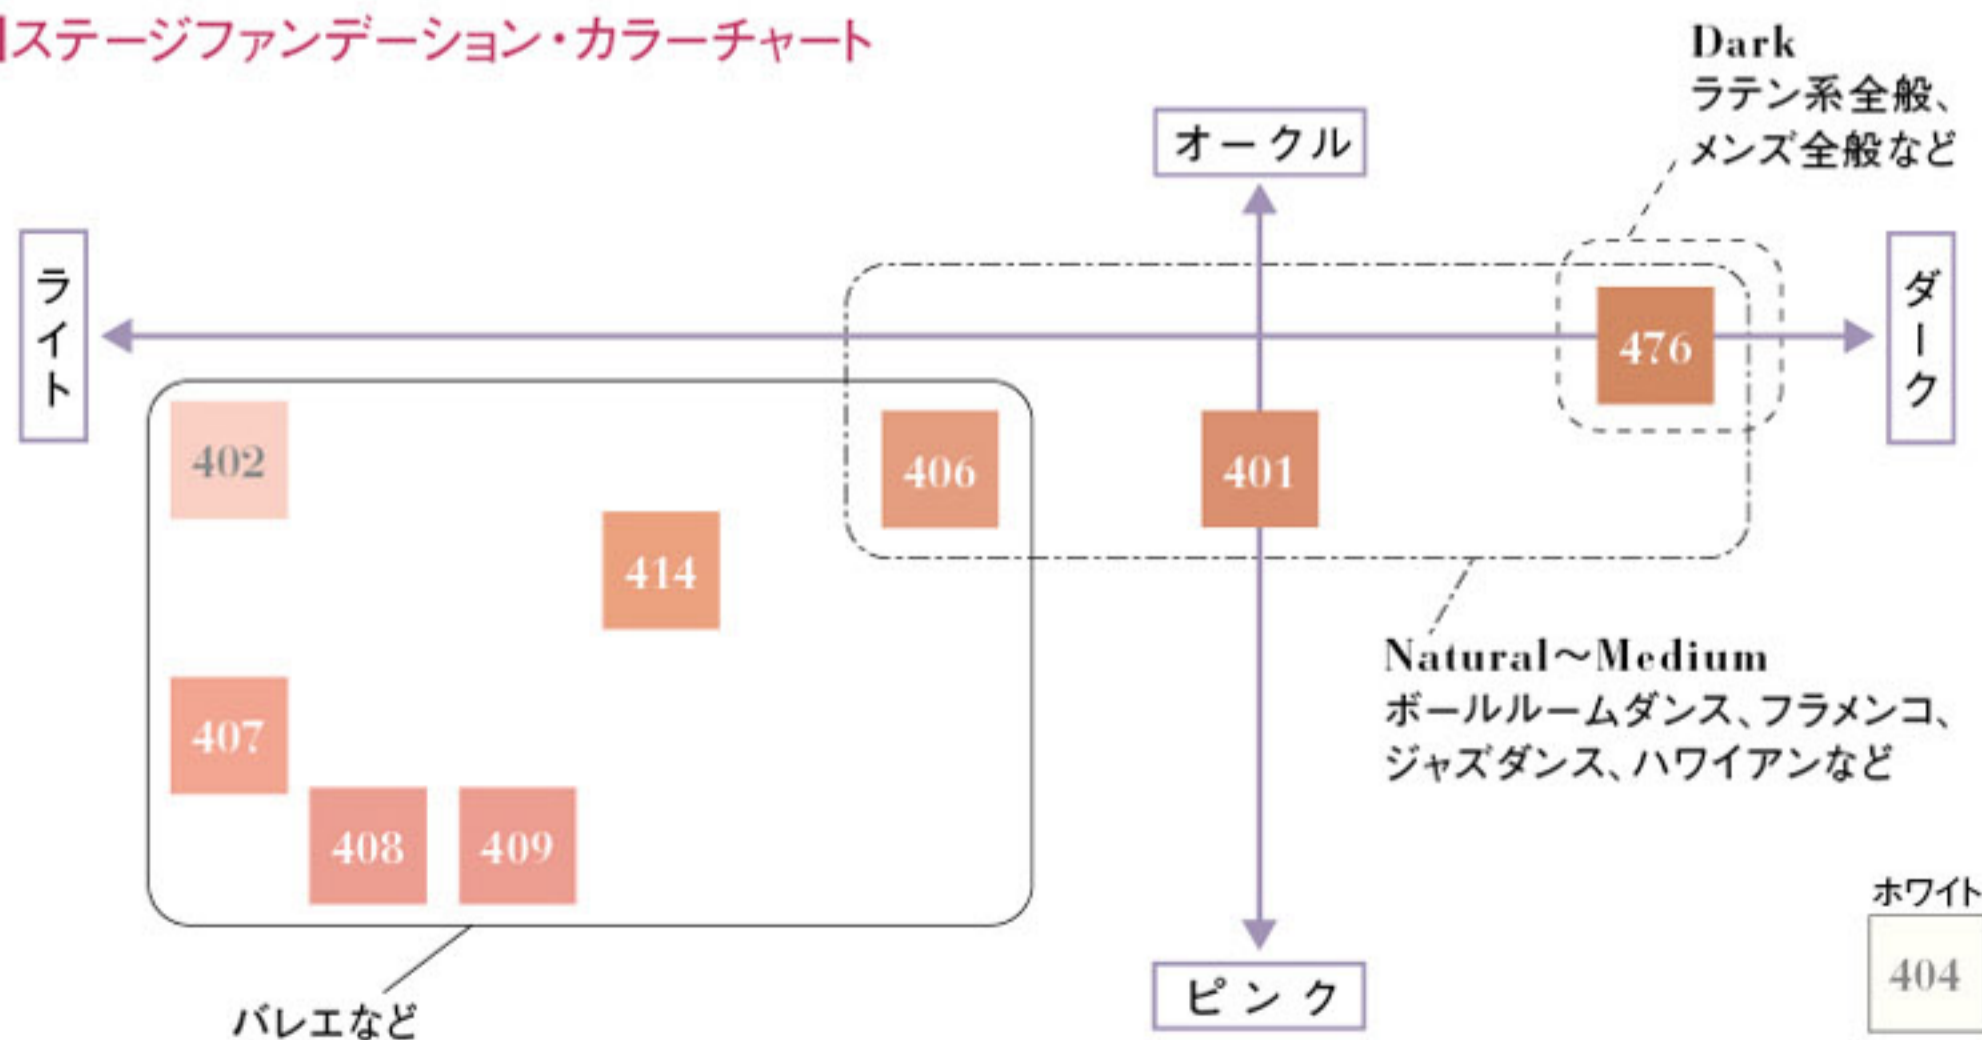 ステージファンデーション・カラーチャート
Dark
ラテン系全般、
メンズ全般など
オークル
ライト
ダーク
476
402
406
401
414
Natural〜Medium
ボールルームダンス、フラメンコ、
ジャズダンス、ハワイアンなど
407
408
409
ホワイト
404
ピンク
バレエなど